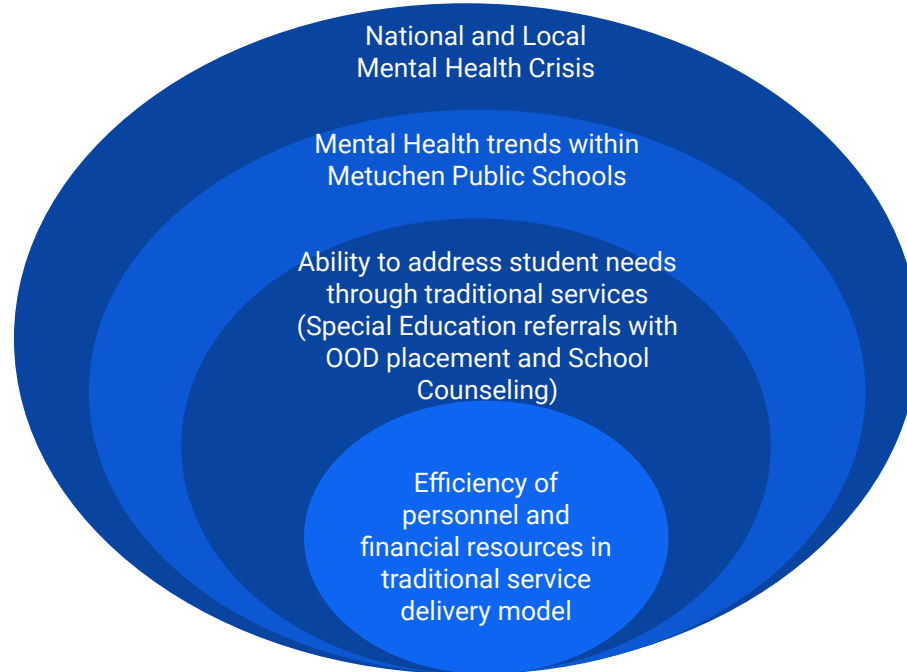 National and Local
Mental Health Crisis
Mental Health trends within
Metuchen Public Schools
Ability to address student needs
through traditional services
(Special Education referrals with
OOD placement and School
Counseling)
Efficiency of
personnel and
financial resources in
traditional service
delivery model